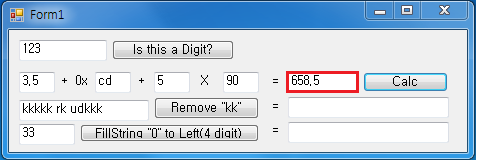 Form1
123 Is this a Digit?
3,5 + 0x cd + 5 X 90 = 658,5 Calc
kkkkk rk udkkk Remove "kk" =
33 FillString "0" to Left(4 digit) =